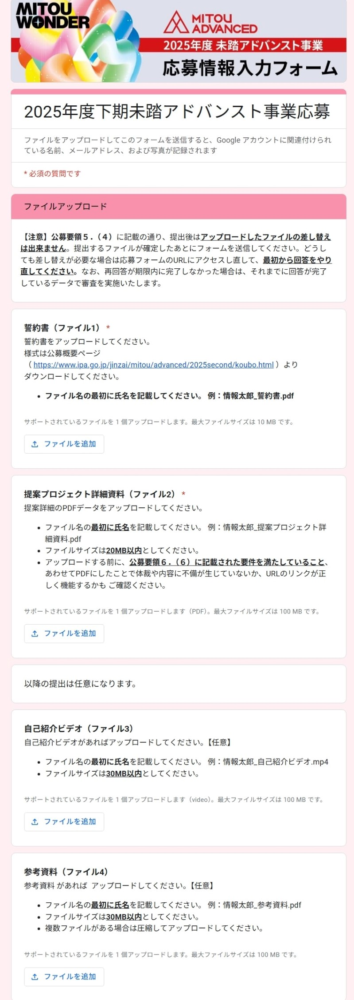 MITOU
WONDER
MITOU
ADVANCED
2025年度 未踏アドバンスト事業
応募情報入力フォーム
2025年度下期未踏アドバンスト事業応募
ファイルをアップロードしてこのフォームを送信すると、Google アカウントに関連付けられ
ている名前、メールアドレス、および写真が記録されます
* 必須の質問です
ファイルアップロード
【注意】公募要領５．（４）に記載の通り、提出後はアップロードしたファイルの差し替え
は出来ません。提出するファイルが確定したあとにフォームを送信してください。どうし
ても差し替えが必要な場合は応募フォームのURLにアクセスし直して、最初から回答をやり
直してください。なお、再回答が期限内に完了しなかった場合は、それまでに回答が完了
しているデータで審査を実施いたします。
誓約書（ファイル1） *
誓約書をアップロードしてください。
様式は公募概要ページ
（ https://www.ipa.go.jp/jinzai/mitou/advanced/2025second/koubo.html ）より
ダウンロードしてください。
• ファイル名の最初に氏名を記載してください。 例：情報太郎_誓約書.pdf
サポートされているファイルを 1 個アップロードします。最大ファイルサイズは 10 MB です。
ファイルを追加
提案プロジェクト詳細資料（ファイル2） *
提案詳細のPDFデータをアップロードしてください。
• ファイル名の最初に氏名を記載してください。 例：情報太郎_提案プロジェクト詳
細資料.pdf
• ファイルサイズは20MB以内としてください。
• アップロードする前に、公募要領６．（６）に記載された要件を満たしていること、
あわせてPDFにしたことで体裁や内容に不備が生じていないか、URLのリンクが正
しく機能するかも ご確認ください。
サポートされているファイルを 1 個アップロードします（PDF）。最大ファイルサイズは 100 MB です。
ファイルを追加
以降の提出は任意になります。
自己紹介ビデオ（ファイル3）
自己紹介ビデオがあればアップロードしてください。【任意】
• ファイル名の最初に氏名を記載してください。 例：情報太郎_自己紹介ビデオ.mp4
• ファイルサイズは30MB以内としてください。
サポートされているファイルを 1 個アップロードします（video）。最大ファイルサイズは 100 MB です。
ファイルを追加
参考資料（ファイル4）
参考資料 があれば アップロードしてください。【任意】
• ファイル名の最初に氏名を記載してください。 例：情報太郎_参考資料.pdf
• ファイルサイズは30MB以内としてください。
• 複数ファイルがある場合は圧縮してアップロードしてください。
サポートされているファイルを 1 個アップロードします。最大ファイルサイズは 100 MB です。
ファイルを追加